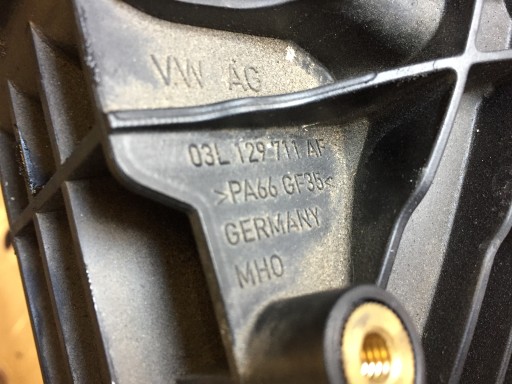 VW AG
03L 129 711 AF
>PA66 GF35<
GERMANY
MHO